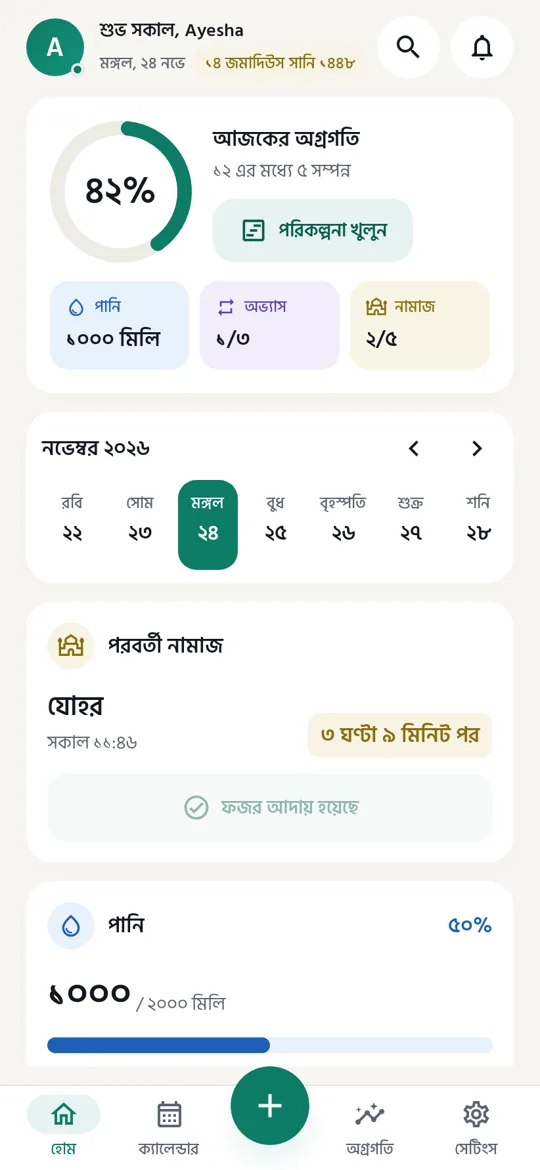 A
শুভ সকাল, Ayesha
মঙ্গল, ২৪ নভে ১৪ জমাদিউস সানি ১৪৪৮
৪২%
আজকের অগ্রগতি
১২ এর মধ্যে ৫ সম্পন্ন
পরিকল্পনা খুলুন
পানি
১০০০ মিলি
অভ্যাস
১/৩
নামাজ
২/৫
নভেম্বর ২০২৬
রবি সোম মঙ্গল বুধ বৃহস্পতি শুক্র শনি
২২ ২৩ ২৪ ২৫ ২৬ ২৭ ২৮
পরবর্তী নামাজ
যোহর
সকাল ১১:৪৬
৩ ঘণ্টা ৯ মিনিট পর
ফজর আদায় হয়েছে
পানি ৫০%
১০০০ / ২০০০ মিলি
হোম ক্যালেন্ডার অগ্রগতি সেটিংস